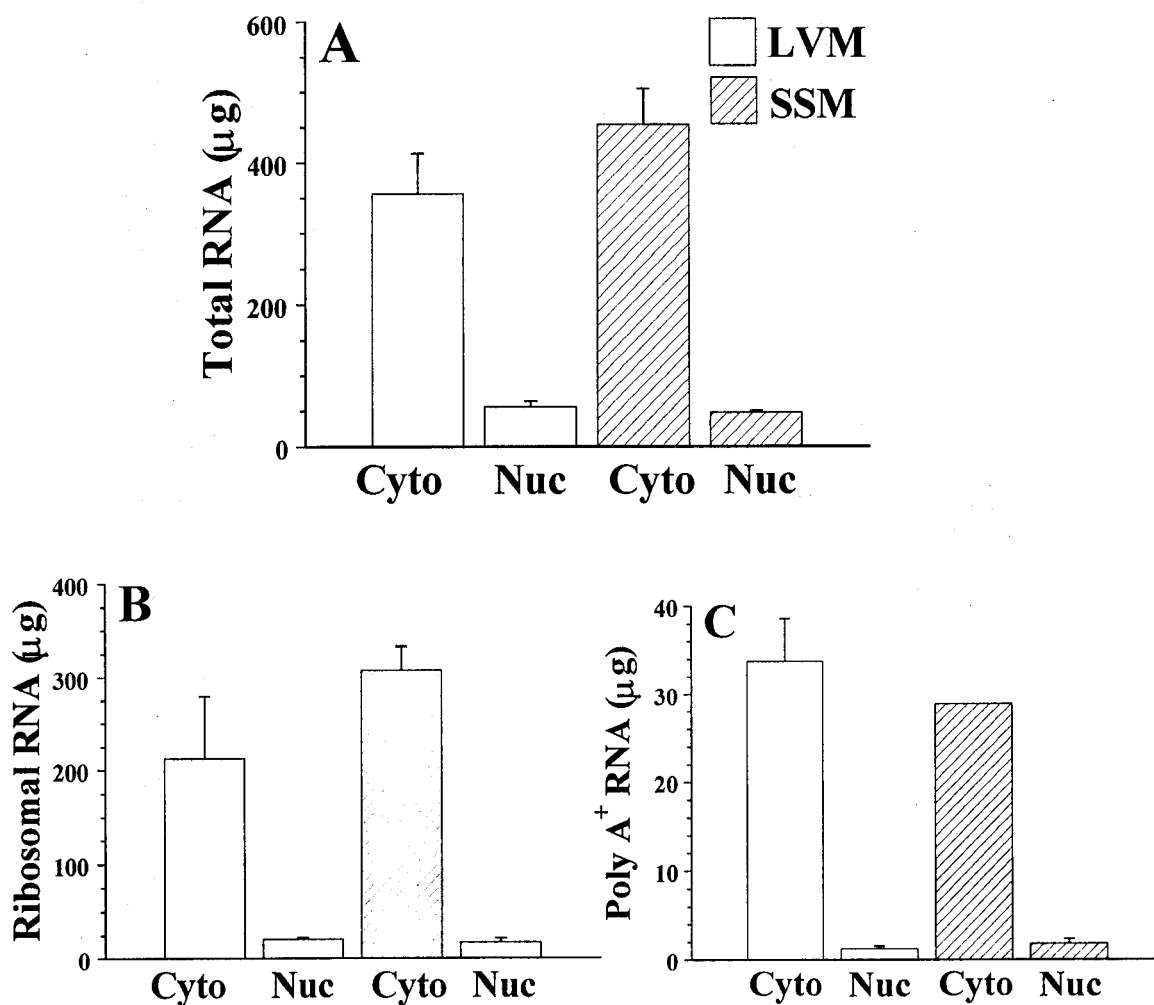 A
LVM
SSM
Total RNA (μg)
600
400
200
0
Cyto Nuc Cyto Nuc
B
Ribosomal RNA (μg)
400
300
200
100
0
Cyto Nuc Cyto Nuc
C
Poly A⁺ RNA (μg)
40
30
20
10
0
Cyto Nuc Cyto Nuc